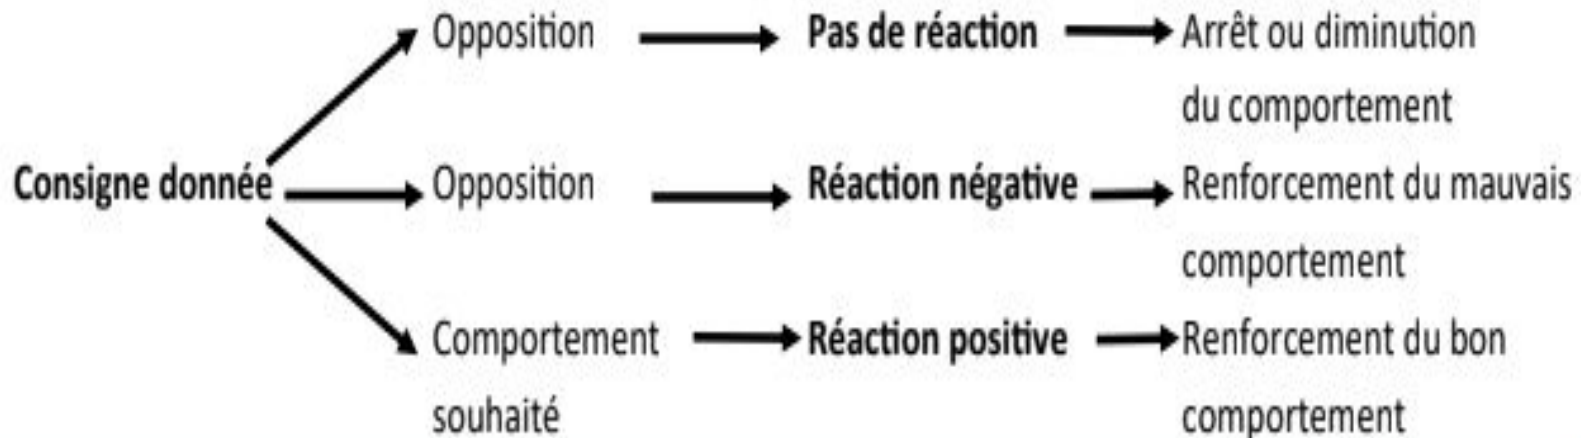 Opposition Pas de réaction Arrêt ou diminution
du comportement
Consigne donnée Opposition Réaction négative Renforcement du mauvais
comportement
Comportement Réaction positive Renforcement du bon
souhaité comportement